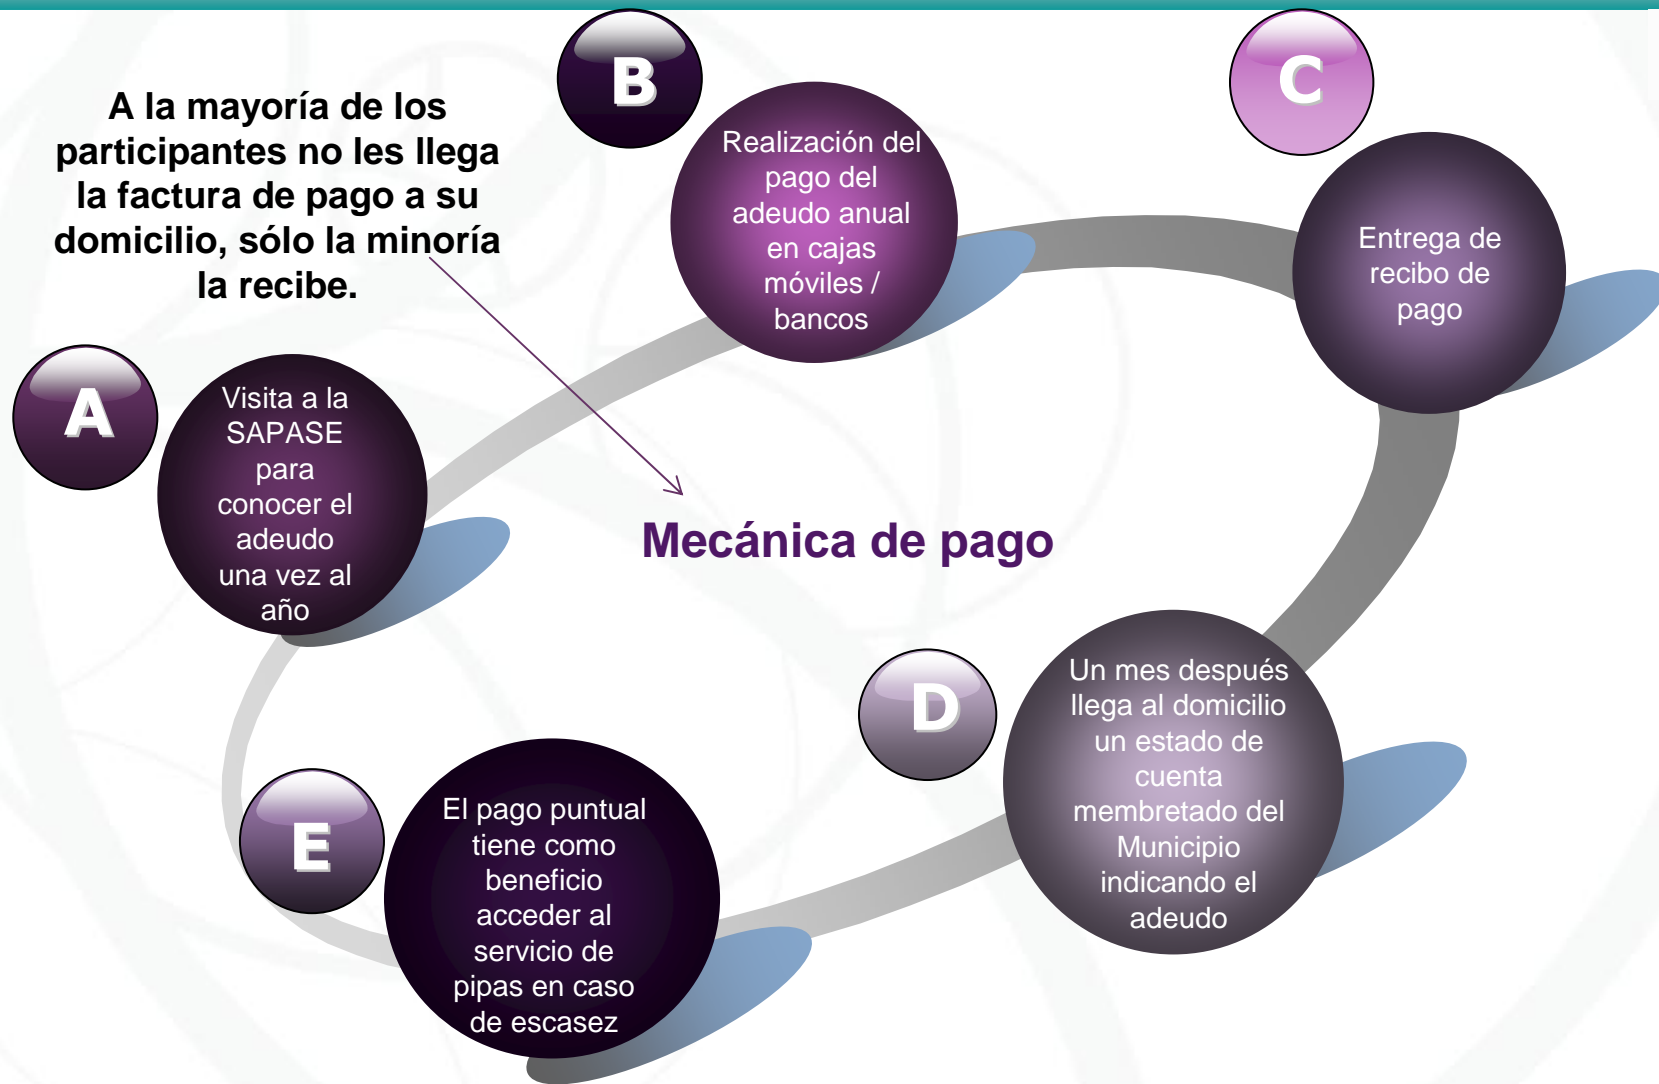 A la mayoría de los
participantes no les llega
la factura de pago a su
domicilio, sólo la minoría
la recibe.
A
Visita a la
SAPASE
para
conocer el
adeudo
una vez al
año
B
Realización del
pago del
adeudo anual
en cajas
móviles /
bancos
C
Entrega de
recibo de
pago
Mecánica de pago
D
Un mes después
llega al domicilio
un estado de
cuenta
membretado del
Municipio
indicando el
adeudo
E
El pago puntual
tiene como
beneficio
acceder al
servicio de
pipas en caso
de escasez